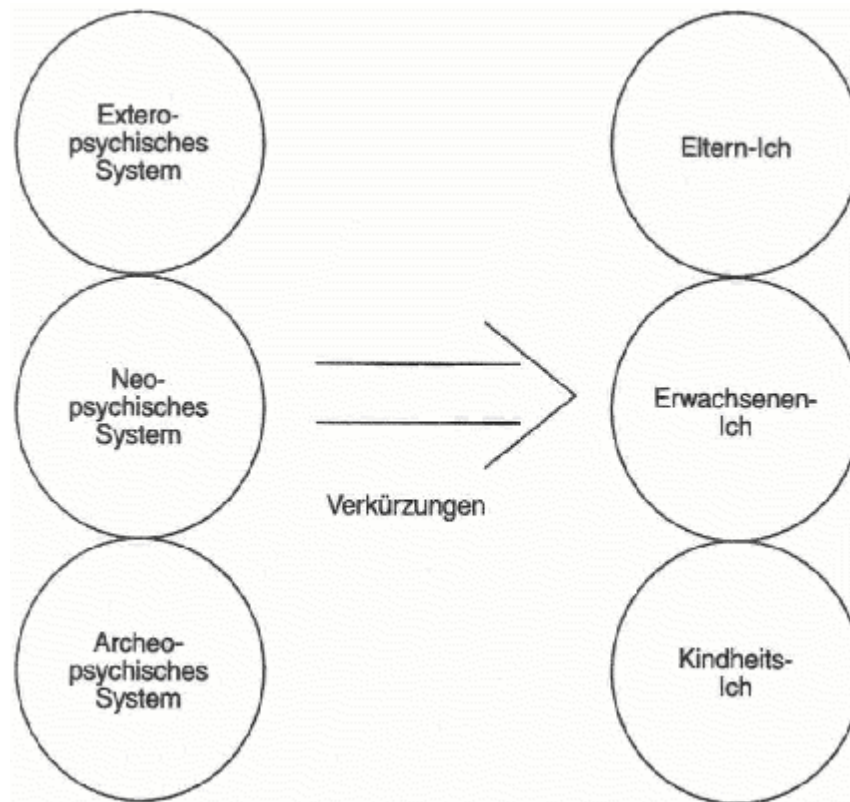 Extero-
psychisches
System
Eltern-Ich
Neo-
psychisches
System
Erwachsenen-
Ich
Verkürzungen
Archeo-
psychisches
System
Kindheits-
Ich